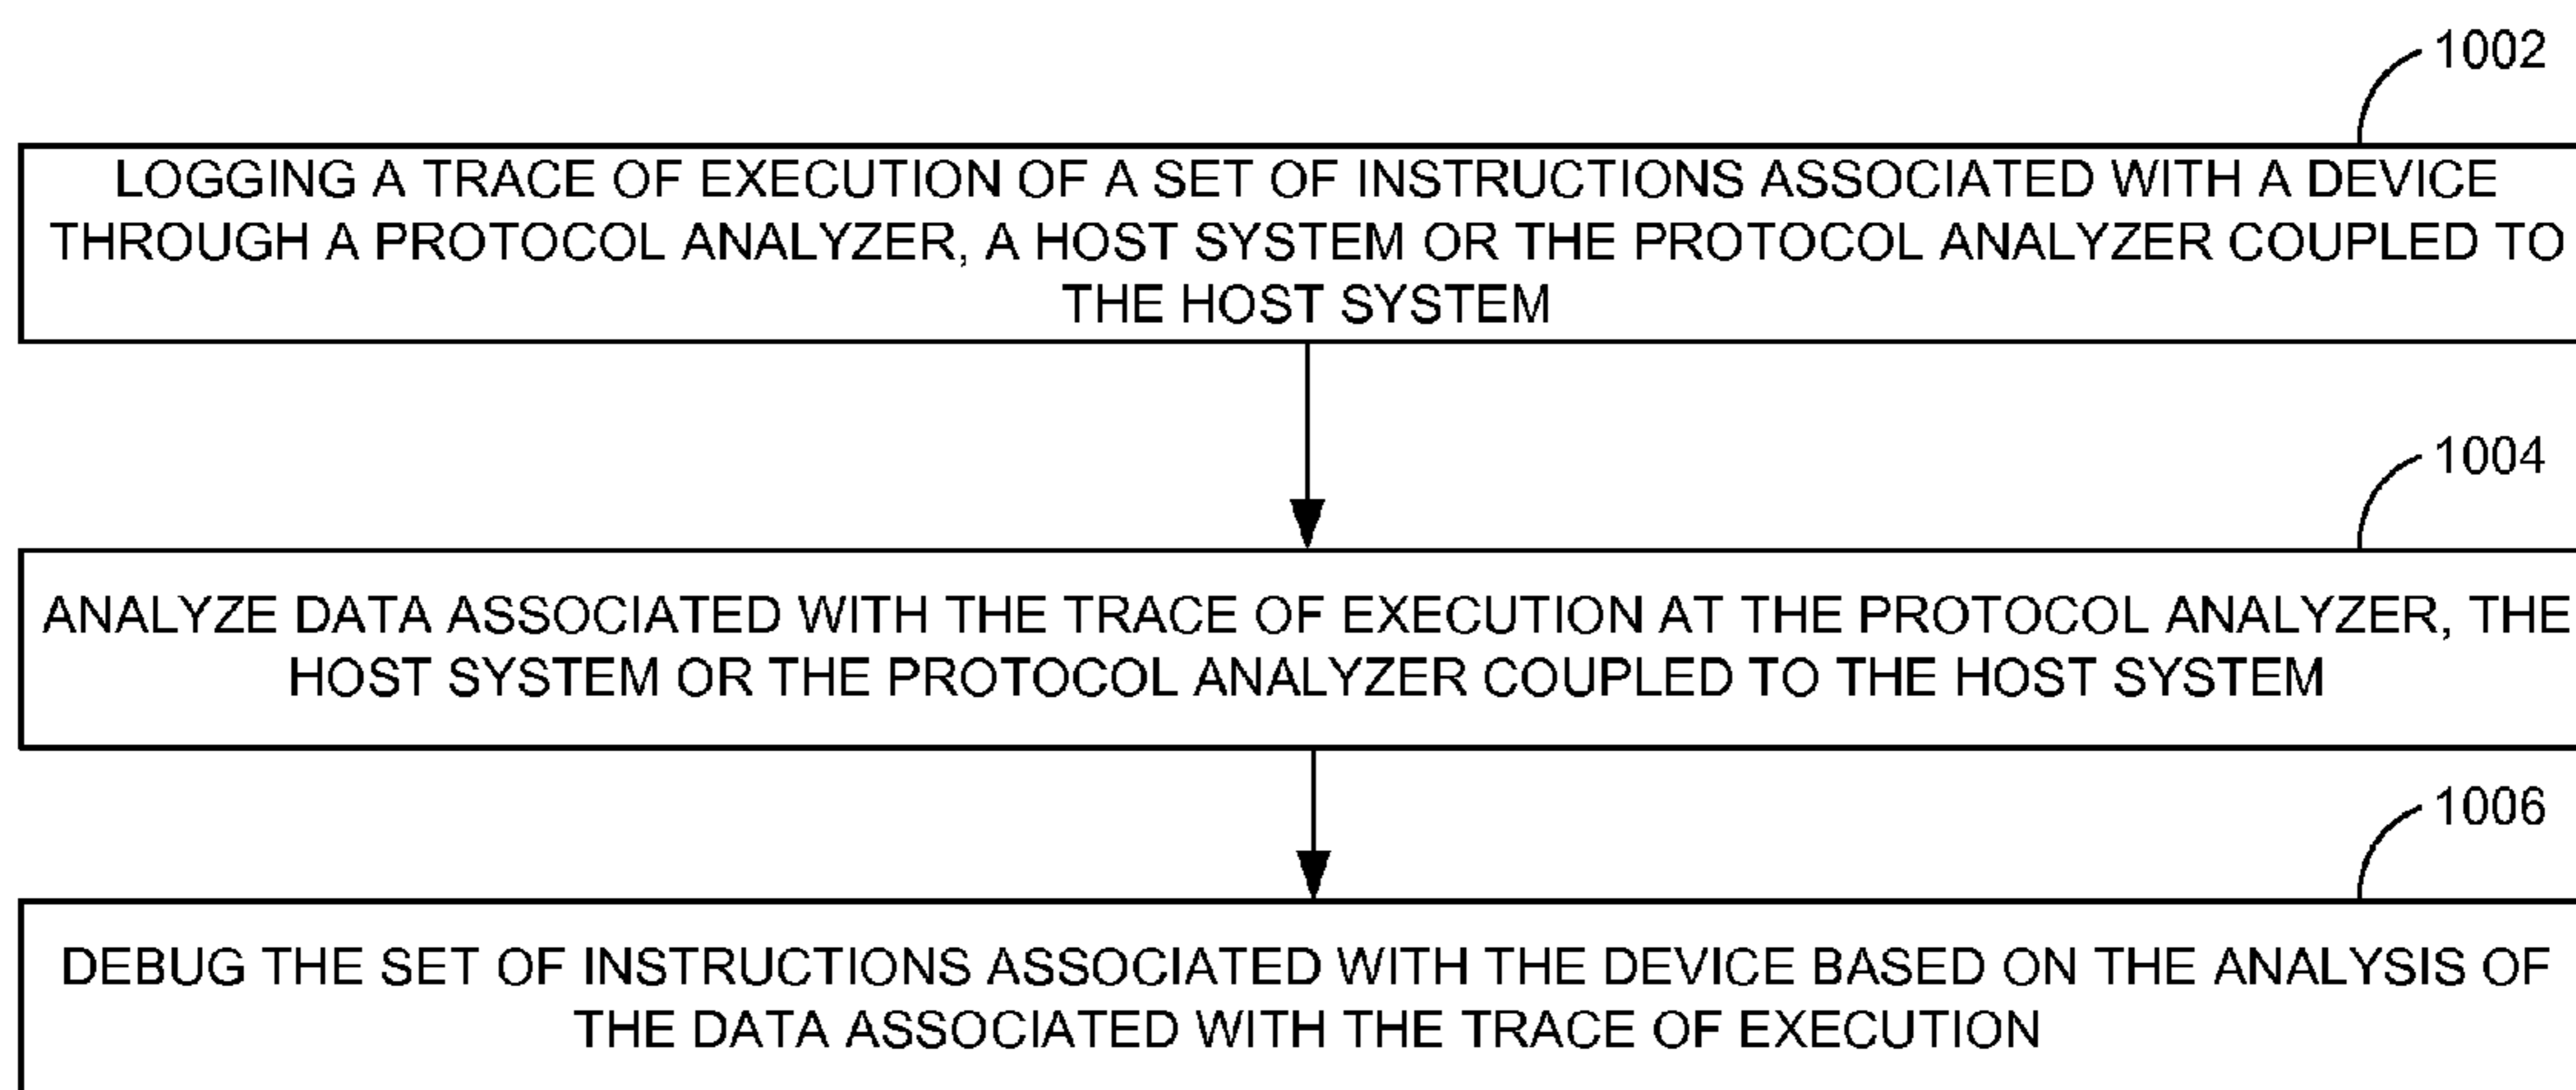 1002
LOGGING A TRACE OF EXECUTION OF A SET OF INSTRUCTIONS ASSOCIATED WITH A DEVICE
THROUGH A PROTOCOL ANALYZER, A HOST SYSTEM OR THE PROTOCOL ANALYZER COUPLED TO
THE HOST SYSTEM
1004
ANALYZE DATA ASSOCIATED WITH THE TRACE OF EXECUTION AT THE PROTOCOL ANALYZER, THE
HOST SYSTEM OR THE PROTOCOL ANALYZER COUPLED TO THE HOST SYSTEM
1006
DEBUG THE SET OF INSTRUCTIONS ASSOCIATED WITH THE DEVICE BASED ON THE ANALYSIS OF
THE DATA ASSOCIATED WITH THE TRACE OF EXECUTION